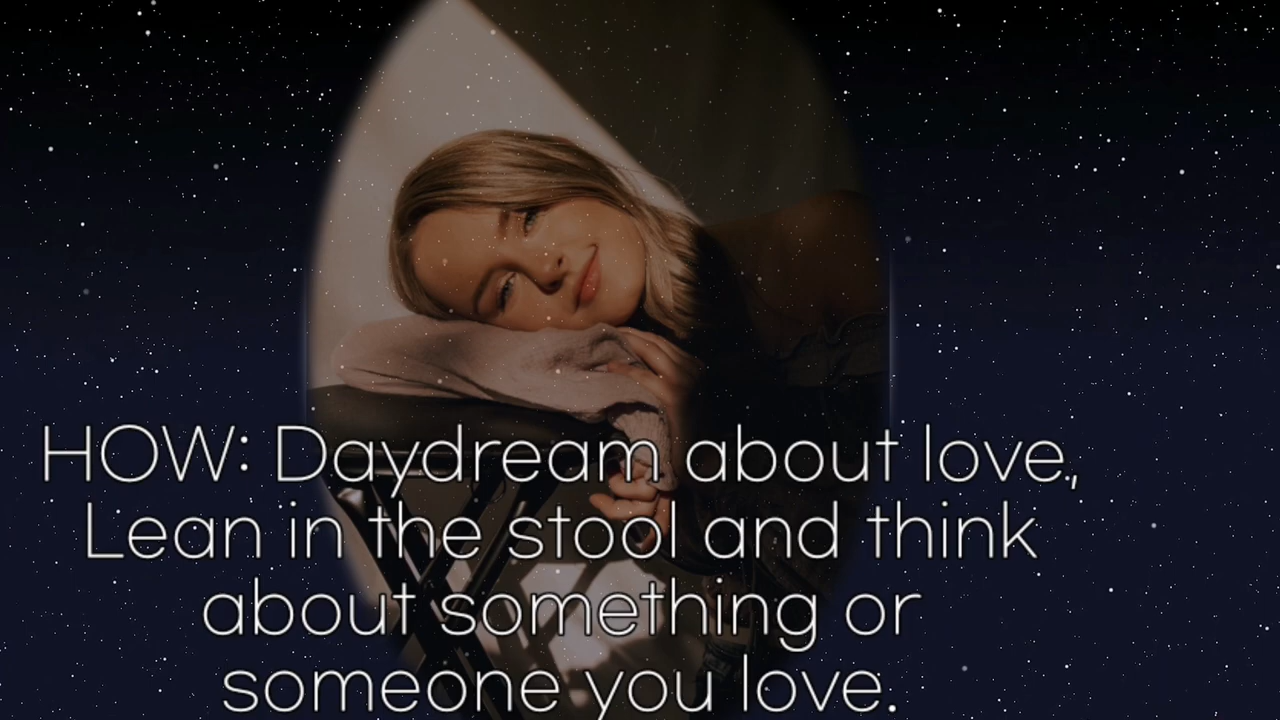 HOW: Daydream about love,
Lean in the stool and think
about something or
someone you love.